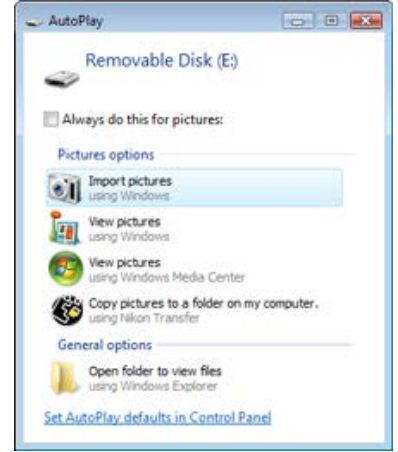 AutoPlay
Removable Disk (E:)
Always do this for pictures:
Pictures options
Import pictures
using Windows
View pictures
using Windows
View pictures
using Windows Media Center
Copy pictures to a folder on my computer.
using Nikon Transfer
General options
Open folder to view files
using Windows Explorer
Set AutoPlay defaults in Control Panel